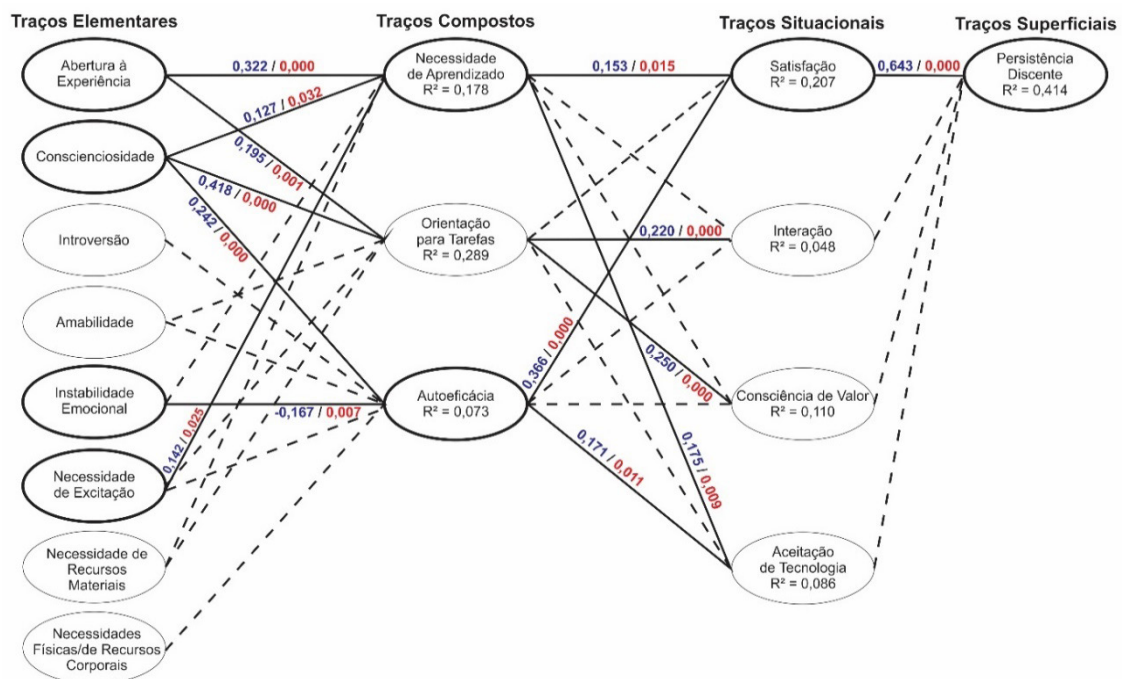 Traços Elementares
Traços Compostos
Traços Situacionais
Traços Superficiais
Abertura à
Experiência
Conscienciosidade
Introversão
Amabilidade
Instabilidade
Emocional
Necessidade
de Excitação
Necessidade de
Recursos
Materiais
Necessidades
Físicas/de Recursos
Corporais
0,322 / 0,000
0,127 / 0,032
0,195 / 0,001
0,418 / 0,000
0,242 / 0,000
-0,167 / 0,007
0,142 / 0,025
Necessidade
de Aprendizado
R² = 0,178
Orientação
para Tarefas
R² = 0,289
Autoeficácia
R² = 0,073
0,153 / 0,015
0,220 / 0,000
0,366 / 0,000
0,250 / 0,000
0,175 / 0,009
0,171 / 0,011
Satisfação
R² = 0,207
Interação
R² = 0,048
Consciência de Valor
R² = 0,110
Aceitação
de Tecnologia
R² = 0,086
0,643 / 0,000
Persistência
Discente
R² = 0,414